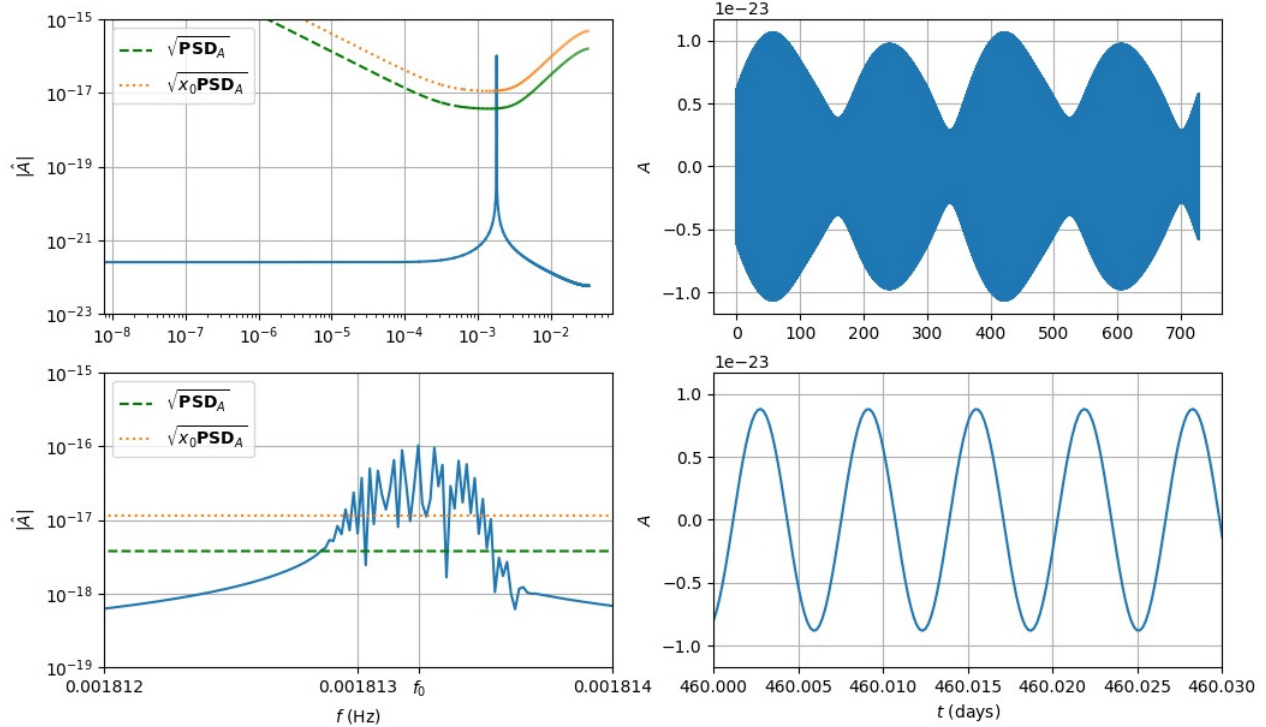 10⁻¹⁵
10⁻¹⁷
10⁻¹⁹
10⁻²¹
10⁻²³
|Â|
√PSD_A
√x₀PSD_A
10⁻⁸ 10⁻⁷ 10⁻⁶ 10⁻⁵ 10⁻⁴ 10⁻³ 10⁻²
1e−23
1.0
0.5
0.0
−0.5
−1.0
A
0 100 200 300 400 500 600 700
10⁻¹⁵
10⁻¹⁶
10⁻¹⁷
10⁻¹⁸
10⁻¹⁹
|Â|
√PSD_A
√x₀PSD_A
0.001812 0.001813 f₀ 0.001814
f (Hz)
1e−23
1.0
0.5
0.0
−0.5
−1.0
A
460.000 460.005 460.010 460.015 460.020 460.025 460.030
t (days)